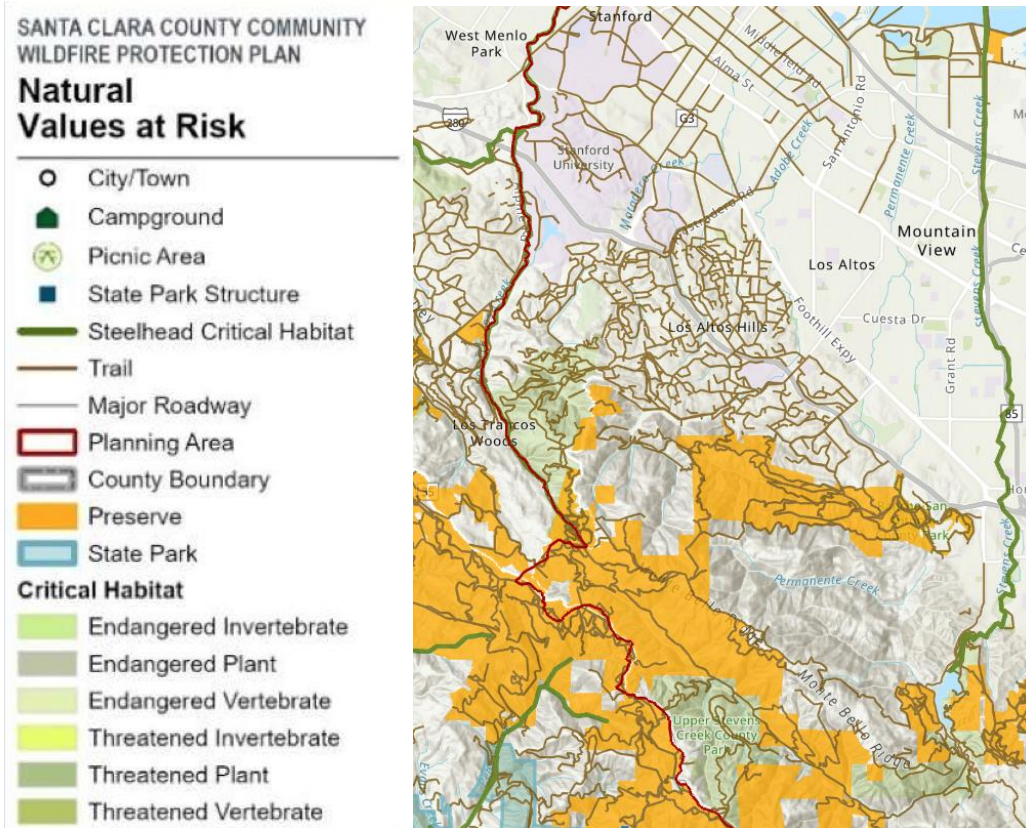 SANTA CLARA COUNTY COMMUNITY
WILDFIRE PROTECTION PLAN
Natural
Values at Risk
City/Town
Campground
Picnic Area
State Park Structure
Steelhead Critical Habitat
Trail
Major Roadway
Planning Area
County Boundary
Preserve
State Park
Critical Habitat
Endangered Invertebrate
Endangered Plant
Endangered Vertebrate
Threatened Invertebrate
Threatened Plant
Threatened Vertebrate
Stanford
West Menlo
Park
Middlefield Rd
Alma St
280
G3
San Antonio Rd
Stanford
University
Matadero Creek
Adobe Creek
Permanente Creek
Stevens Creek
Mountain
View
Los Altos
Foothill Expy
Stevens Creek
Los Altos Hills
Cuesta Dr
Grant Rd
85
Los Trancos
Woods
35
Permanente Creek
Stevens Creek
Monte Bello Ridge
Upper Stevens
Creek County
Park